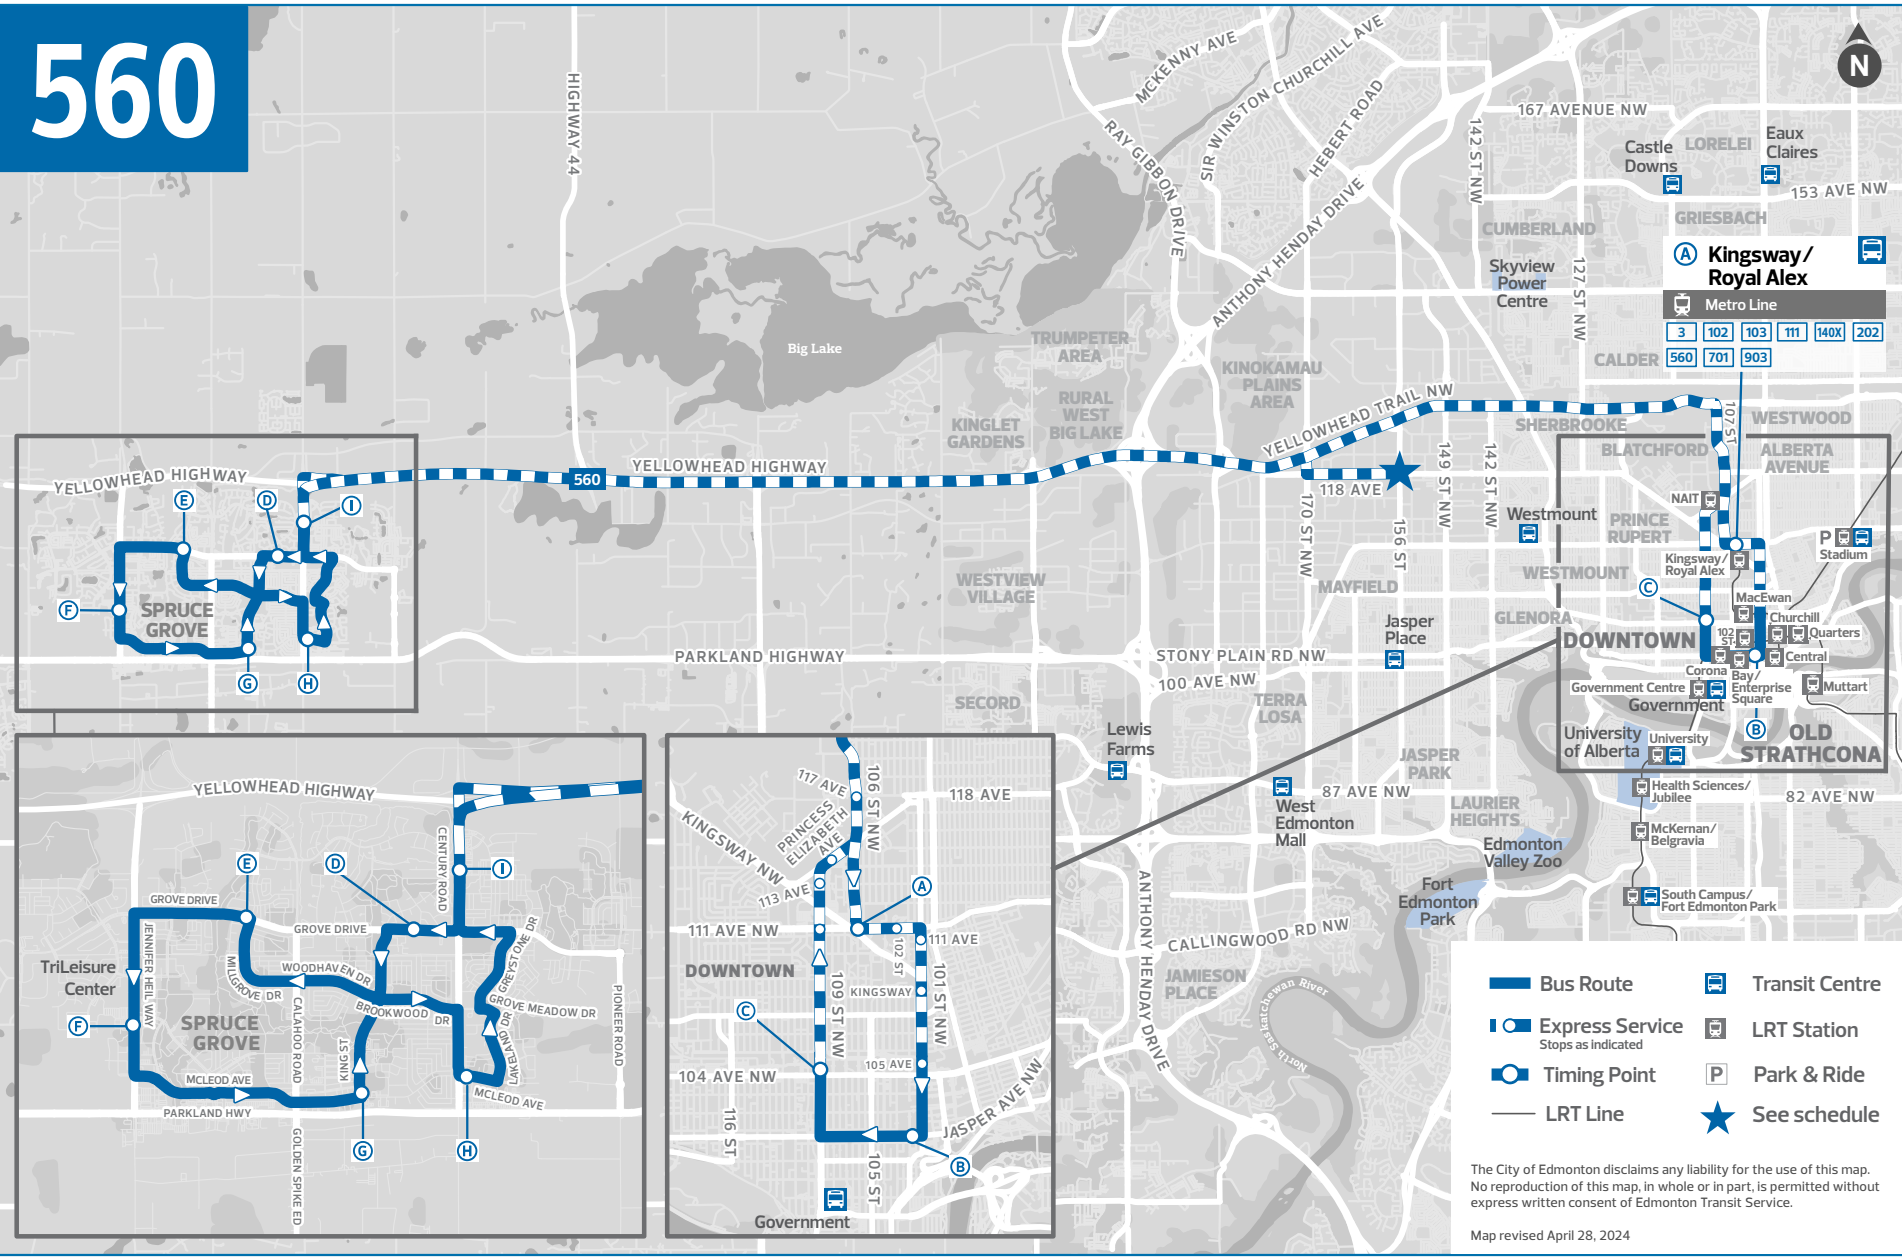 560
N
HIGHWAY 44
MCKENNY AVE
SIR WINSTON CHURCHILL AVE
RAY GIBBON DRIVE
HEBERT ROAD
ANTHONY HENDAY DRIVE
142 ST NW
167 AVENUE NW
Castle
Downs
LORELEI
Eaux
Claires
153 AVE NW
GRIESBACH
CUMBERLAND
Skyview
Power
Centre
127 ST NW
A
Kingsway/
Royal Alex
Metro Line
3
102
103
111
140X
202
560
701
903
CALDER
Big Lake
TRUMPETER
AREA
KINOKAMAU
PLAINS
AREA
RURAL
WEST
BIG LAKE
KINGLET
GARDENS
YELLOWHEAD TRAIL NW
SHERBROOKE
107 ST
WESTWOOD
BLATCHFORD
ALBERTA
AVENUE
YELLOWHEAD HIGHWAY
560
YELLOWHEAD HIGHWAY
118 AVE
170 ST NW
156 ST
149 ST NW
142 ST NW
E
D
I
F
SPRUCE
GROVE
G
H
NAIT
Westmount
PRINCE
RUPERT
P
Stadium
Kingsway/
Royal Alex
WESTMOUNT
WESTVIEW
VILLAGE
MAYFIELD
C
MacEwan
GLENORA
Churchill
DOWNTOWN
102
ST
Quarters
Jasper
Place
PARKLAND HIGHWAY
STONY PLAIN RD NW
100 AVE NW
Corona
Central
Bay/
Enterprise
Square
Government Centre
Government
Muttart
SECORD
TERRA
LOSA
B
OLD
STRATHCONA
University
of Alberta
University
Lewis
Farms
JASPER
PARK
Health Sciences/
Jubilee
82 AVE NW
87 AVE NW
West
Edmonton
Mall
LAURIER
HEIGHTS
McKernan/
Belgravia
Edmonton
Valley Zoo
Fort
Edmonton
Park
South Campus/
Fort Edmonton Park
ANTHONY HENDAY DRIVE
CALLINGWOOD RD NW
JAMIESON
PLACE
North Saskatchewan River
YELLOWHEAD HIGHWAY
CENTURY ROAD
E
D
I
GROVE DRIVE
GROVE DRIVE
JENNIFER HEIL WAY
GREYSTONE DR
TriLeisure
Center
MILLGROVE DR
WOODHAVEN DR
CALAHOO ROAD
BROOKWOOD DR
GROVE MEADOW DR
PIONEER ROAD
F
SPRUCE
GROVE
KING ST
LAKELAND DR
MCLEOD AVE
MCLEOD AVE
PARKLAND HWY
GOLDEN SPIKE RD
G
H
117 AVE
106 ST NW
118 AVE
PRINCESS
ELIZABETH
AVE
KINGSWAY NW
113 AVE
A
111 AVE NW
111 AVE
102 ST
DOWNTOWN
KINGSWAY
101 ST NW
109 ST NW
C
105 AVE
104 AVE NW
116 ST
JASPER AVE NW
105 ST
B
Government
Bus Route
Transit Centre
Express Service
Stops as indicated
LRT Station
Timing Point
P
Park & Ride
LRT Line
See schedule
The City of Edmonton disclaims any liability for the use of this map.
No reproduction of this map, in whole or in part, is permitted without
express written consent of Edmonton Transit Service.
Map revised April 28, 2024